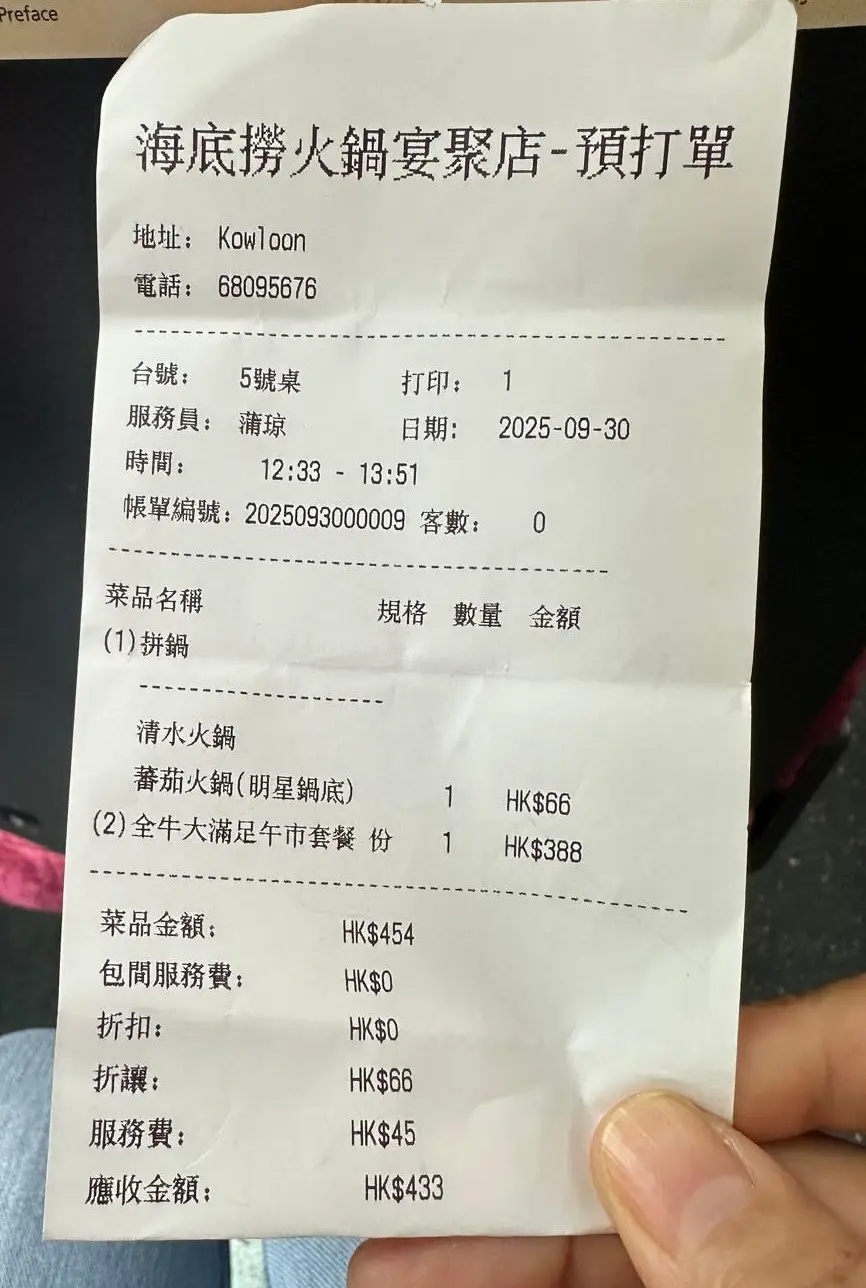 Preface
海底撈火鍋宴聚店-預打單
地址： Kowloon
電話： 68095676
台號： 5號桌 打印： 1
服務員： 蒲琼 日期： 2025-09-30
時間： 12:33 - 13:51
帳單編號：2025093000009 客數： 0
菜品名稱 規格 數量 金額
(1)拼鍋
清水火鍋
蕃茄火鍋(明星鍋底) 1 HK$66
(2)全牛大滿足午市套餐 份 1 HK$388
菜品金額： HK$454
包間服務費： HK$0
折扣： HK$0
折讓： HK$66
服務費： HK$45
應收金額： HK$433